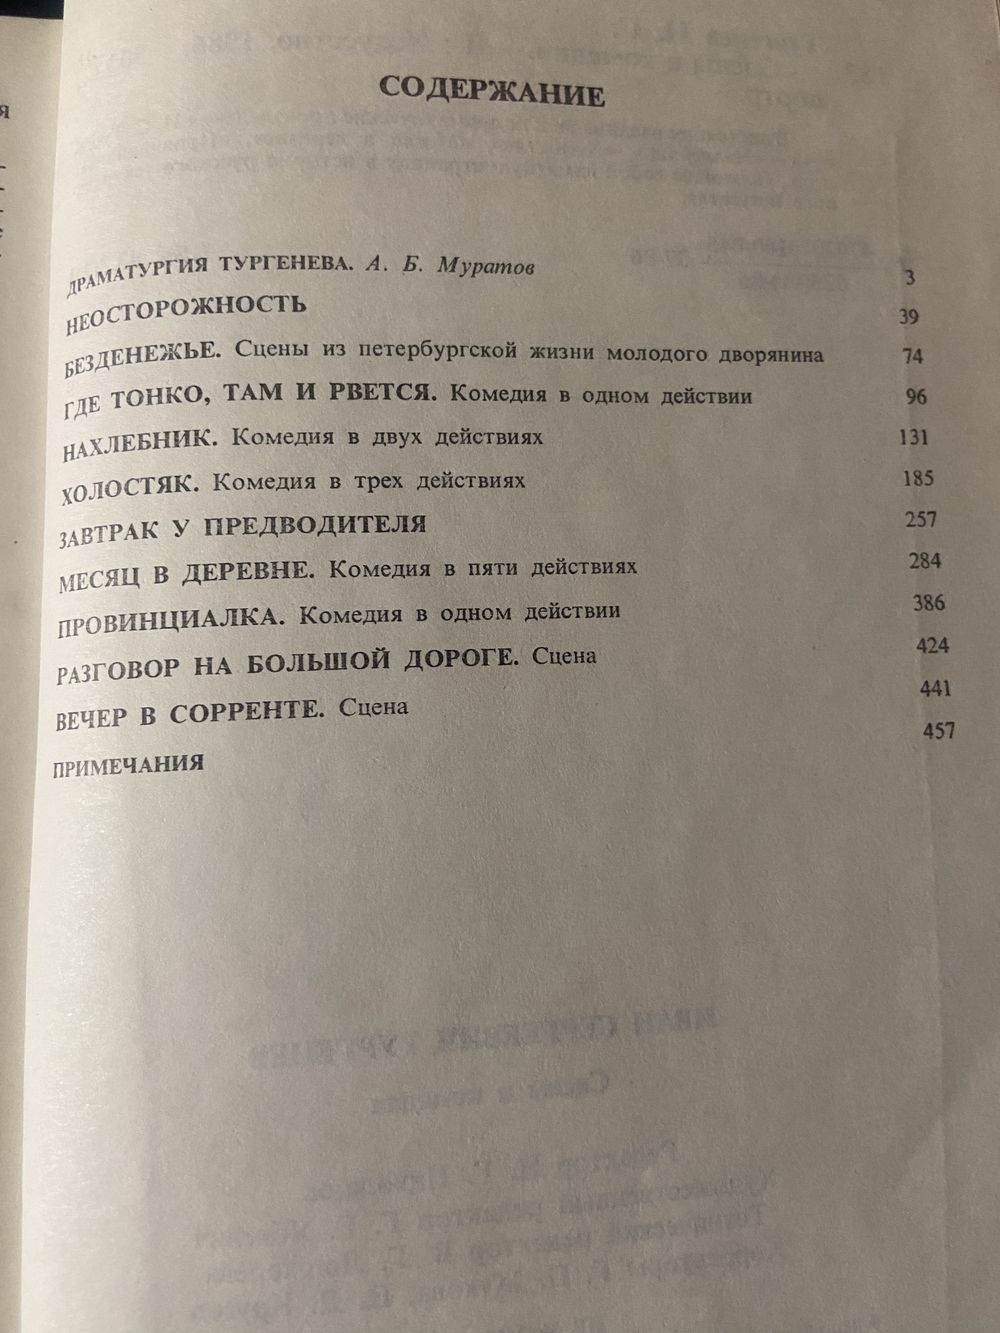 СОДЕРЖАНИЕ
ДРАМАТУРГИЯ ТУРГЕНЕВА. А. Б. Муратов 3
НЕОСТОРОЖНОСТЬ 39
БЕЗДЕНЕЖЬЕ. Сцены из петербургской жизни молодого дворянина 74
ГДЕ ТОНКО, ТАМ И РВЕТСЯ. Комедия в одном действии 96
НАХЛЕБНИК. Комедия в двух действиях 131
ХОЛОСТЯК. Комедия в трех действиях 185
ЗАВТРАК У ПРЕДВОДИТЕЛЯ 257
МЕСЯЦ В ДЕРЕВНЕ. Комедия в пяти действиях 284
ПРОВИНЦИАЛКА. Комедия в одном действии 386
РАЗГОВОР НА БОЛЬШОЙ ДОРОГЕ. Сцена 424
ВЕЧЕР В СОРРЕНТЕ. Сцена 441
ПРИМЕЧАНИЯ 457